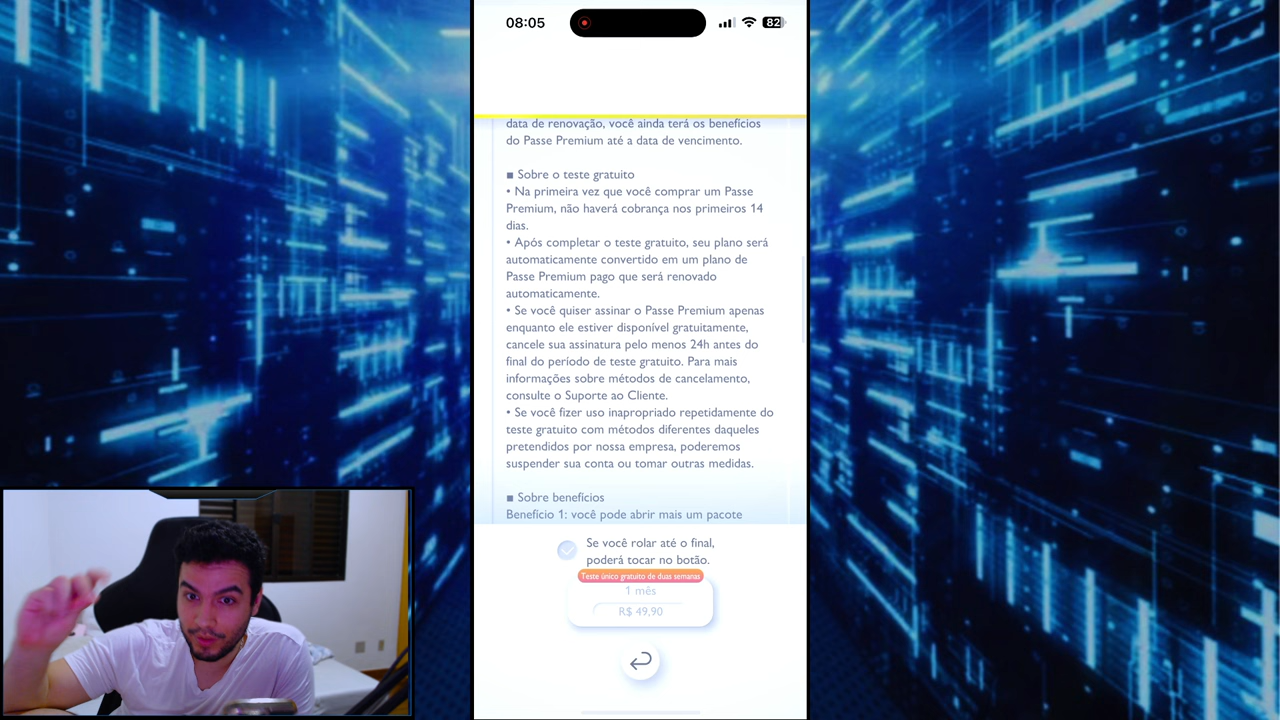 08:05
82
data de renovação, você ainda terá os benefícios
do Passe Premium até a data de vencimento.
■ Sobre o teste gratuito
• Na primeira vez que você comprar um Passe
Premium, não haverá cobrança nos primeiros 14
dias.
• Após completar o teste gratuito, seu plano será
automaticamente convertido em um plano de
Passe Premium pago que será renovado
automaticamente.
• Se você quiser assinar o Passe Premium apenas
enquanto ele estiver disponível gratuitamente,
cancele sua assinatura pelo menos 24h antes do
final do período de teste gratuito. Para mais
informações sobre métodos de cancelamento,
consulte o Suporte ao Cliente.
• Se você fizer uso inapropriado repetidamente do
teste gratuito com métodos diferentes daqueles
pretendidos por nossa empresa, poderemos
suspender sua conta ou tomar outras medidas.
■ Sobre benefícios
Benefício 1: você pode abrir mais um pacote
Se você rolar até o final,
poderá tocar no botão.
Teste único gratuito de duas semanas
1 mês
R$ 49,90